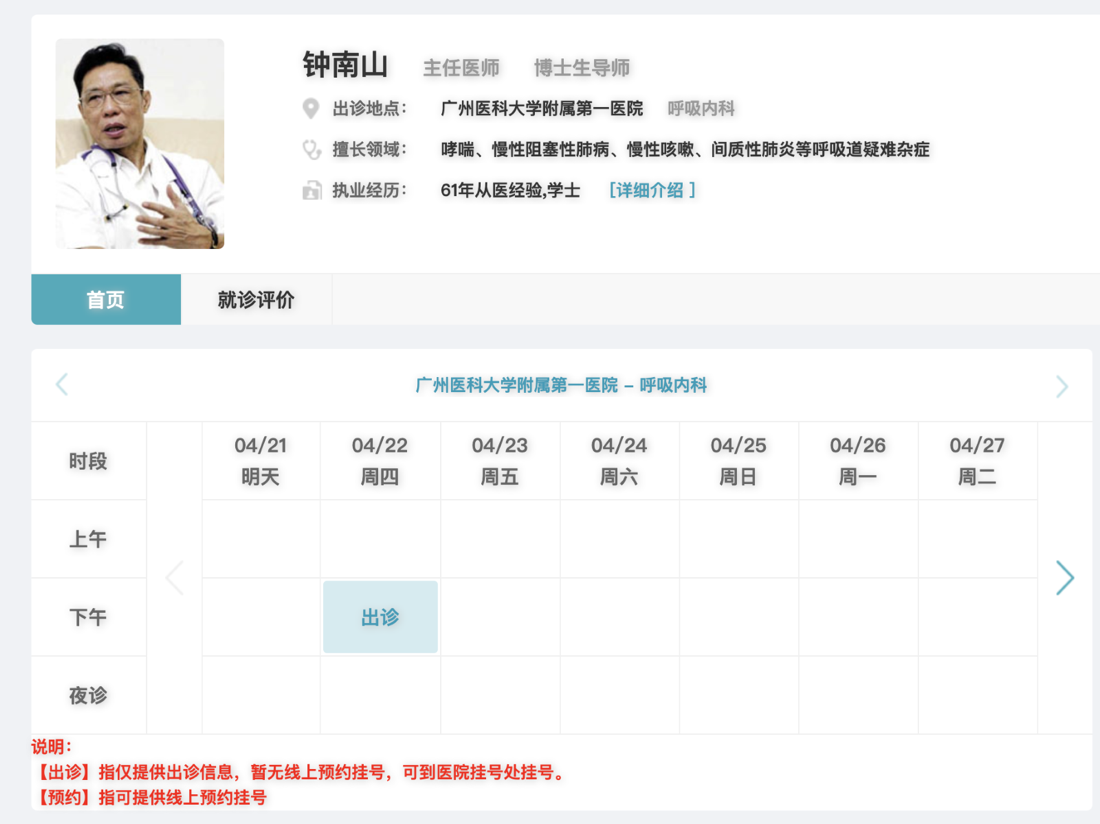 钟南山 主任医师 博士生导师
出诊地点： 广州医科大学附属第一医院 呼吸内科
擅长领域： 哮喘、慢性阻塞性肺病、慢性咳嗽、间质性肺炎等呼吸道疑难杂症
执业经历： 61年从医经验,学士 [详细介绍 ]
首页 就诊评价
广州医科大学附属第一医院 - 呼吸内科
时段 04/21 04/22 04/23 04/24 04/25 04/26 04/27
明天 周四 周五 周六 周日 周一 周二
上午
下午 出诊
夜诊
说明：
【出诊】指仅提供出诊信息，暂无线上预约挂号，可到医院挂号处挂号。
【预约】指可提供线上预约挂号